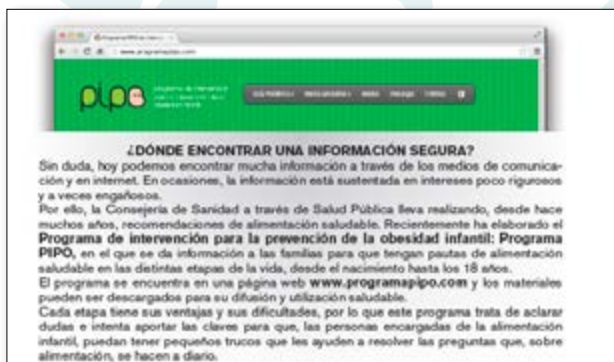 www.programapipo.com
pipo
¿DÓNDE ENCONTRAR UNA INFORMACIÓN SEGURA?
Sin duda, hoy podemos encontrar mucha información a través de los medios de comunica-
ción y en internet. En ocasiones, la información está sustentada en intereses poco rigurosos
y a veces engañosos.
Por ello, la Consejería de Sanidad a través de Salud Pública lleva realizando, desde hace
muchos años, recomendaciones de alimentación saludable. Recientemente ha elaborado el
Programa de intervención para la prevención de la obesidad infantil: Programa
PIPO, en el que se da información a las familias para que tengan pautas de alimentación
saludable en las distintas etapas de la vida, desde el nacimiento hasta los 18 años.
El programa se encuentra en una página web www.programapipo.com y los materiales
pueden ser descargados para su difusión y utilización saludable.
Cada etapa tiene sus ventajas y sus dificultades, por lo que este programa trata de aclarar
dudas e intenta aportar las claves para que, las personas encargadas de la alimentación
infantil, puedan tener pequeños trucos que les ayuden a resolver las preguntas que, sobre
alimentación, se hacen a diario.